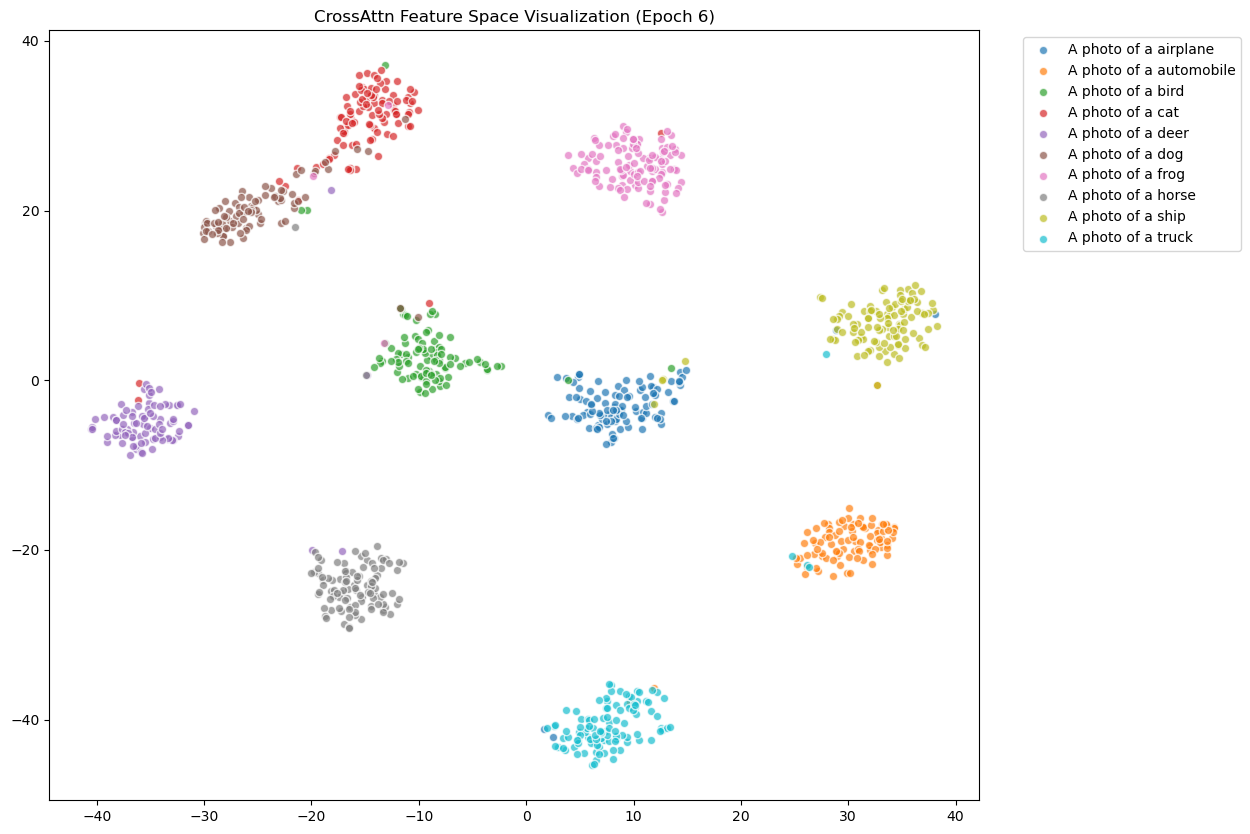 CrossAttn Feature Space Visualization (Epoch 6)
40
20
0
−20
−40
−40
−30
−20
−10
0
10
20
30
40
A photo of a airplane
A photo of a automobile
A photo of a bird
A photo of a cat
A photo of a deer
A photo of a dog
A photo of a frog
A photo of a horse
A photo of a ship
A photo of a truck